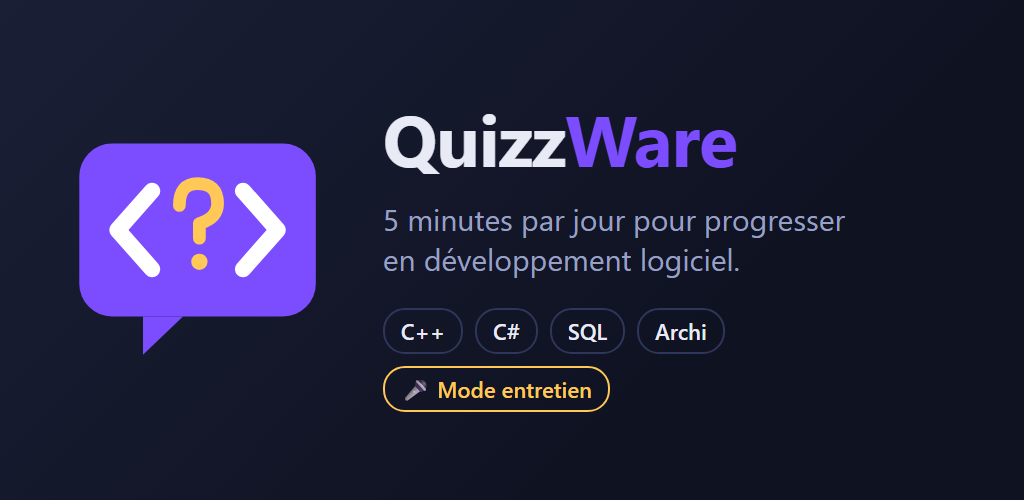 <?>
QuizzWare
5 minutes par jour pour progresser
en développement logiciel.
C++ C# SQL Archi
Mode entretien